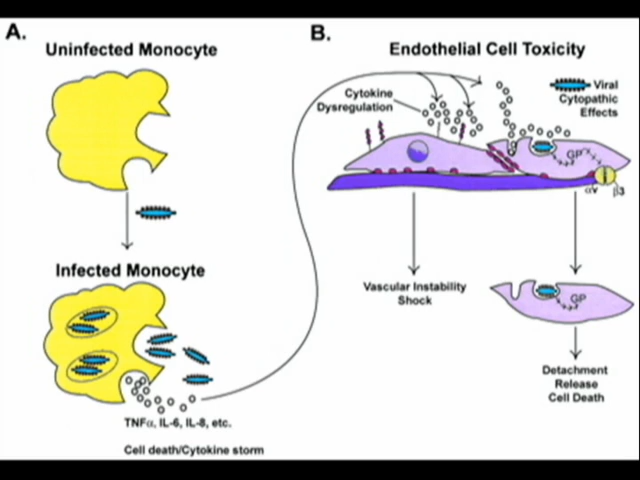 A.
Uninfected Monocyte
Infected Monocyte
TNFα, IL-6, IL-8, etc.
Cell death/Cytokine storm
B.
Endothelial Cell Toxicity
Cytokine
Dysregulation
Viral
Cytopathic
Effects
GP
αv
β3
Vascular Instability
Shock
GP
Detachment
Release
Cell Death